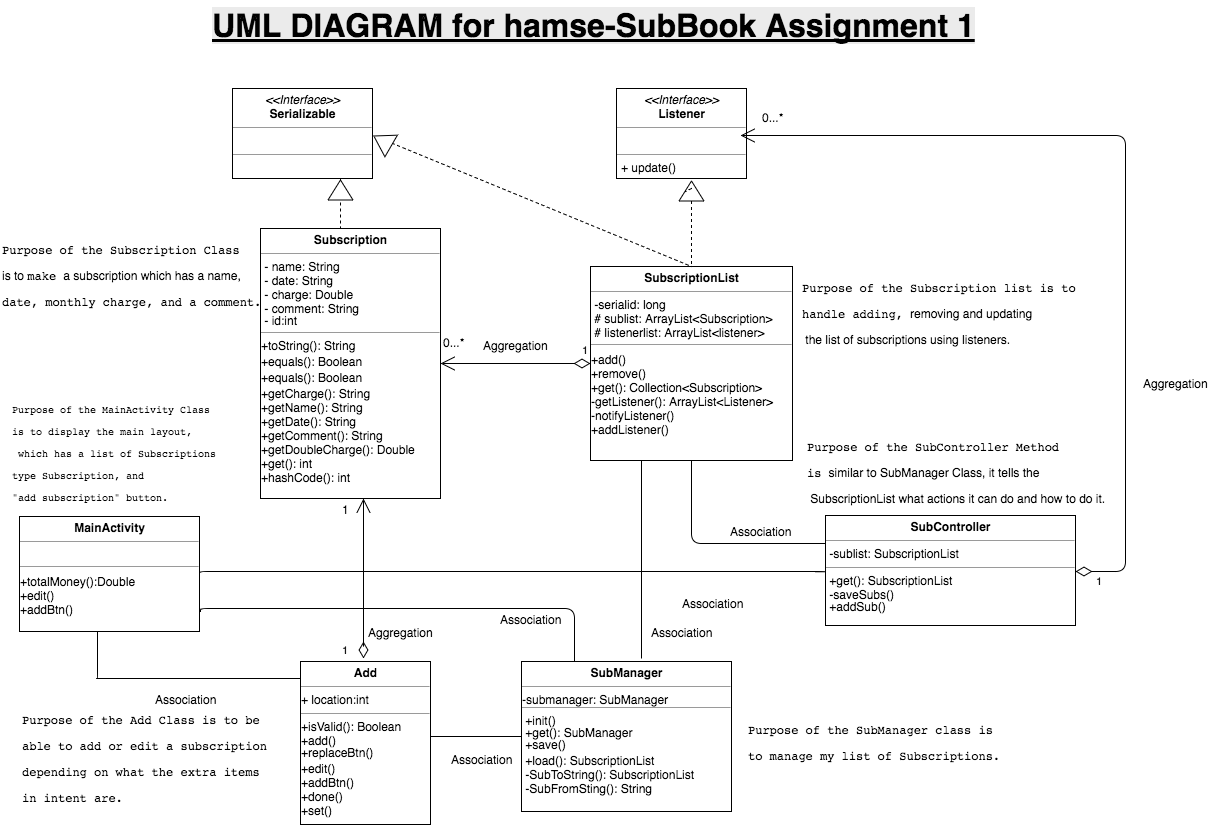 UML DIAGRAM for hamse-SubBook Assignment 1
<<Interface>>
Serializable
<<Interface>>
Listener
+ update()
0...*
Purpose of the Subscription Class
is to make a subscription which has a name,
date, monthly charge, and a comment.
Subscription
- name: String
- date: String
- charge: Double
- comment: String
- id:int
+toString(): String
+equals(): Boolean
+equals(): Boolean
+getCharge(): String
+getName(): String
+getDate(): String
+getComment(): String
+getDoubleCharge(): Double
+get(): int
+hashCode(): int
0...*
Aggregation
1
SubscriptionList
-serialid: long
# sublist: ArrayList<Subscription>
# listenerlist: ArrayList<listener>
+add()
+remove()
+get(): Collection<Subscription>
-getListener(): ArrayList<Listener>
-notifyListener()
+addListener()
Purpose of the Subscription list is to
handle adding, removing and updating
the list of subscriptions using listeners.
Aggregation
Purpose of the MainActivity Class
is to display the main layout,
which has a list of Subscriptions
type Subscription, and
"add subscription" button.
Purpose of the SubController Method
is similar to SubManager Class, it tells the
SubscriptionList what actions it can do and how to do it.
MainActivity
+totalMoney():Double
+edit()
+addBtn()
1
Association
SubController
-sublist: SubscriptionList
+get(): SubscriptionList
-saveSubs()
+addSub()
1
Association
Association
Association
Aggregation
1
Association
Purpose of the Add Class is to be
able to add or edit a subscription
depending on what the extra items
in intent are.
Add
+ location:int
+isValid(): Boolean
+add()
+replaceBtn()
+edit()
+addBtn()
+done()
+set()
Association
SubManager
-submanager: SubManager
+init()
+get(): SubManager
+save()
+load(): SubscriptionList
-SubToString(): SubscriptionList
-SubFromSting(): String
Purpose of the SubManager class is
to manage my list of Subscriptions.